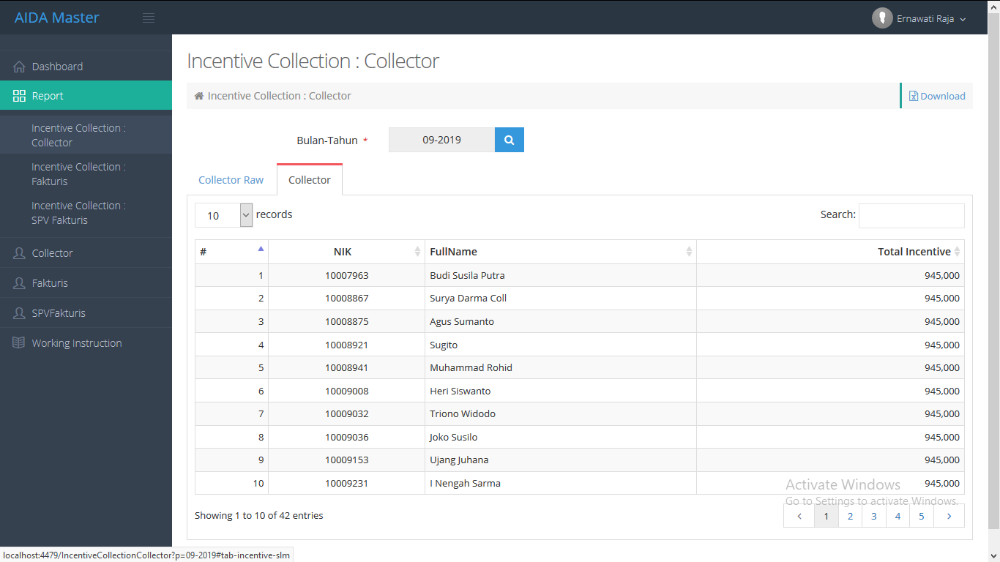 AIDA Master
Ernawati Raja
Dashboard
Report
Incentive Collection :
Collector
Incentive Collection :
Fakturis
Incentive Collection :
SPV Fakturis
Collector
Fakturis
SPVFakturis
Working Instruction
Incentive Collection : Collector
Incentive Collection : Collector
Download
Bulan-Tahun * 09-2019
Collector Raw Collector
10 records Search:
# NIK FullName Total Incentive
1 10007963 Budi Susila Putra 945,000
2 10008867 Surya Darma Coll 945,000
3 10008875 Agus Sumanto 945,000
4 10008921 Sugito 945,000
5 10008941 Muhammad Rohid 945,000
6 10009008 Heri Siswanto 945,000
7 10009032 Triono Widodo 945,000
8 10009036 Joko Susilo 945,000
9 10009153 Ujang Juhana 945,000
10 10009231 I Nengah Sarma 945,000
Activate Windows
Go to Settings to activate Windows.
Showing 1 to 10 of 42 entries
< 1 2 3 4 5 >
localhost:4479/IncentiveCollectionCollector?p=09-2019#tab-incentive-slm